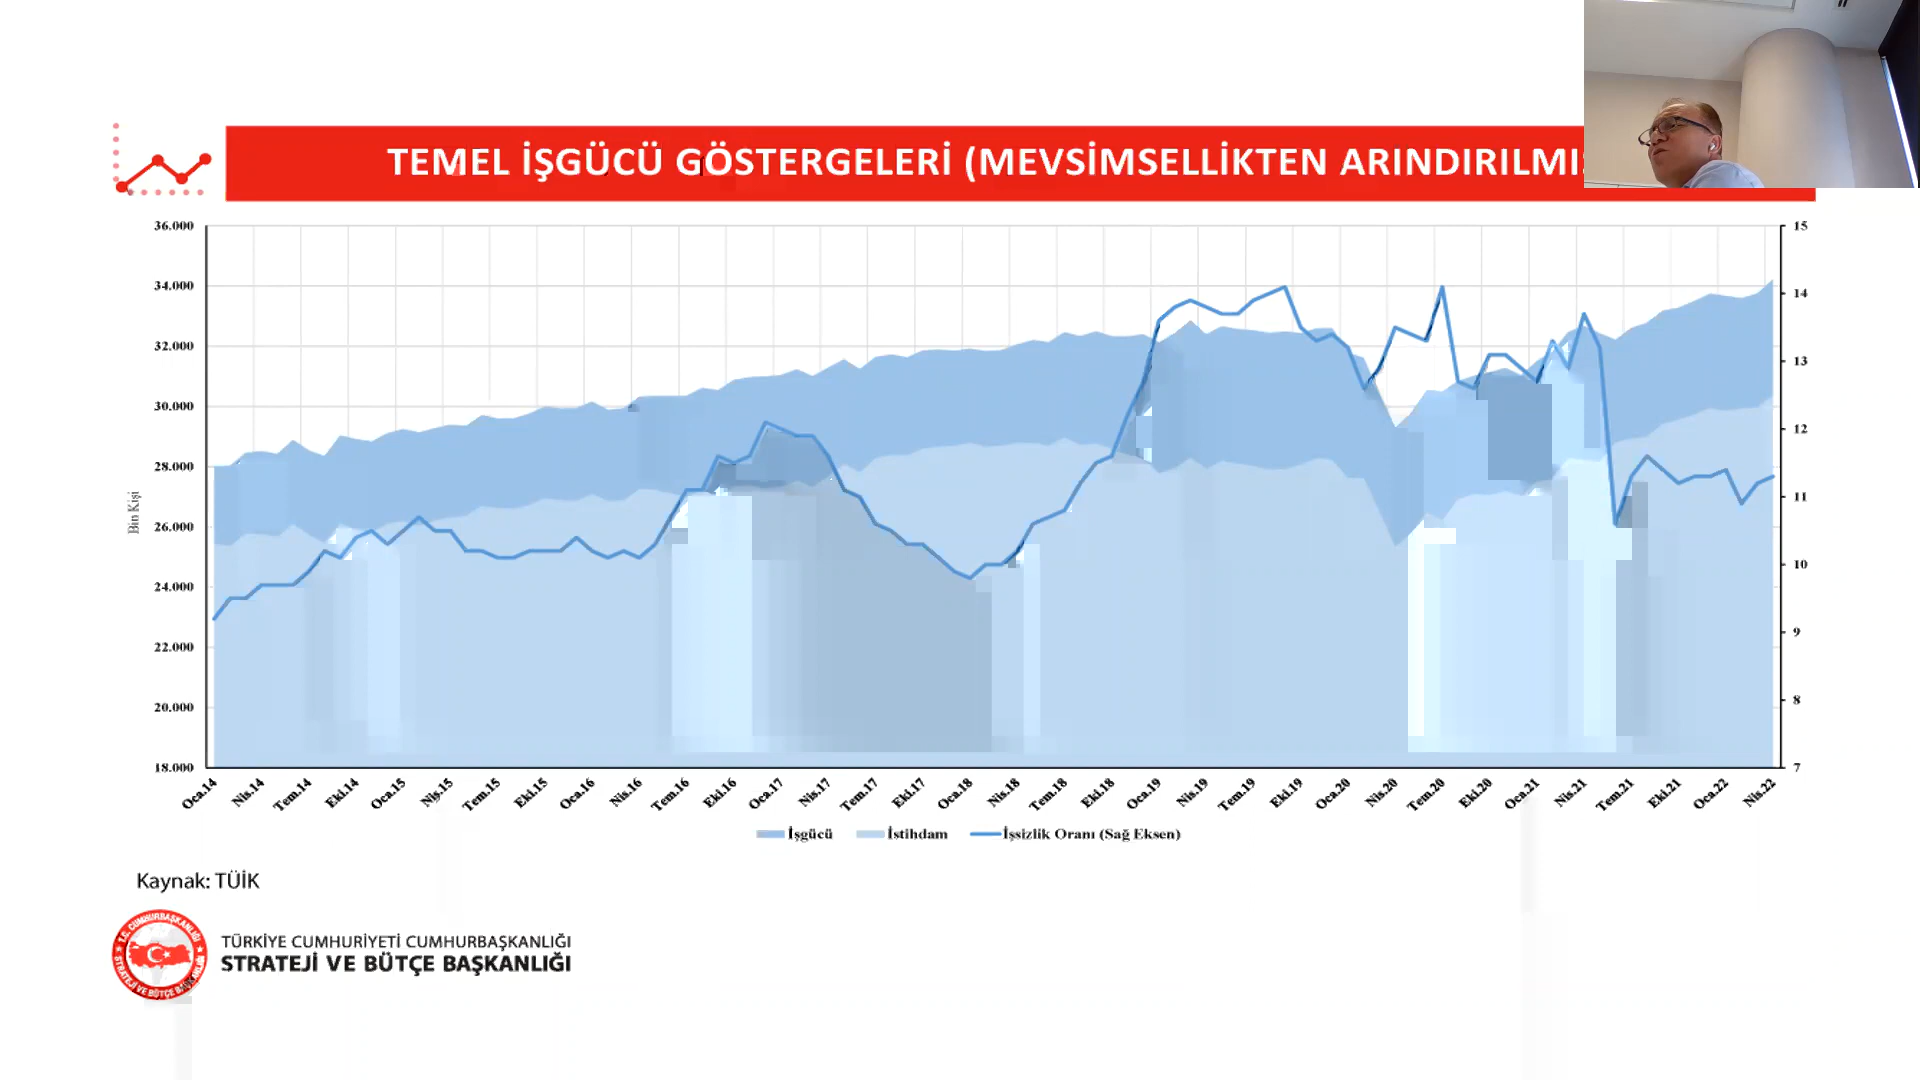 TEMEL İŞGÜCÜ GÖSTERGELERİ (MEVSİMSELLİKTEN
36.000
34.000
32.000
30.000
28.000
26.000
24.000
22.000
20.000
18.000
Bin Kişi
15
14
13
12
11
10
9
8
7
Oca.14 Nis.14 Tem.14 Eki.14 Oca.15 Nis.15 Tem.15 Eki.15 Oca.16 Nis.16 Tem.16 Eki.16 Oca.17 Nis.17 Tem.17 Eki.17 Oca.18 Nis.18 Tem.18 Eki.18 Oca.19 Nis.19 Tem.19 Eki.19 Oca.20 Nis.20 Tem.20 Eki.20 Oca.21 Nis.21 Tem.21 Eki.21 Oca.22 Nis.22
İşgücü İstihdam İşsizlik Oranı (Sağ Eksen)
Kaynak: TÜİK
TÜRKİYE CUMHURİYETİ CUMHURBAŞKANLIĞI
STRATEJİ VE BÜTÇE BAŞKANLIĞI